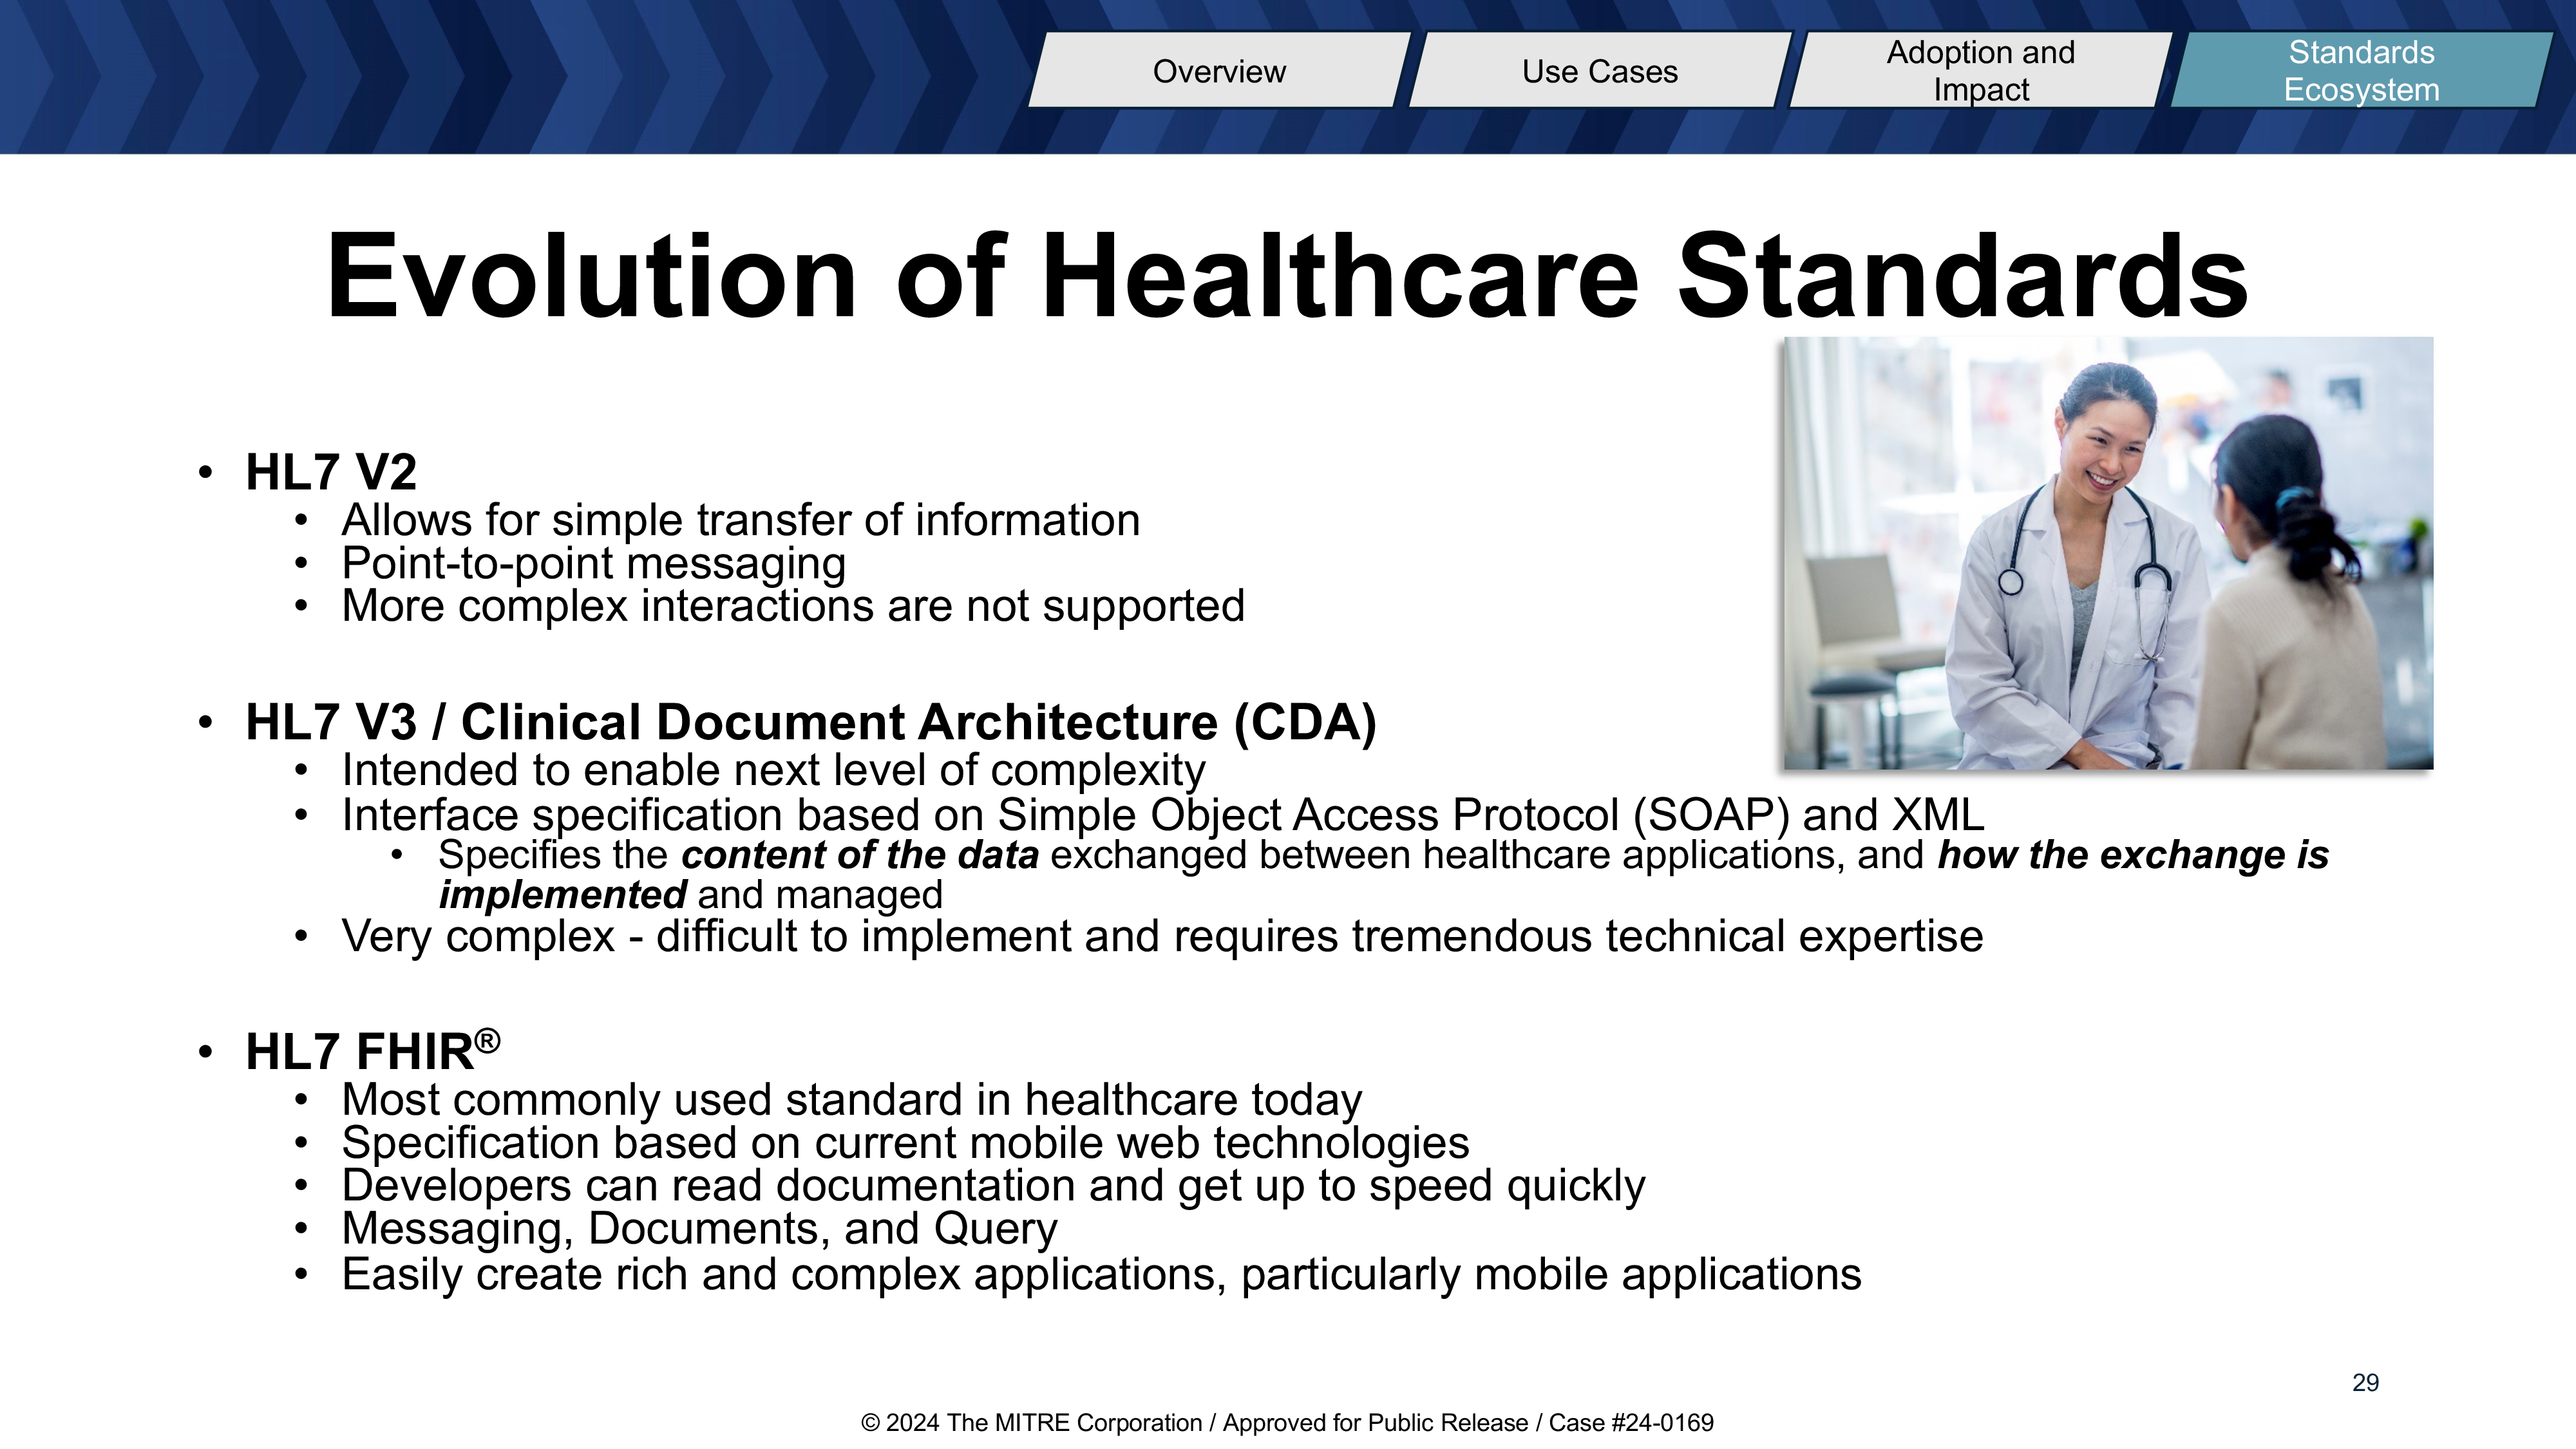 Overview
Use Cases
Adoption and
Impact
Standards
Ecosystem
Evolution of Healthcare Standards
• HL7 V2
• Allows for simple transfer of information
• Point-to-point messaging
• More complex interactions are not supported
• HL7 V3 / Clinical Document Architecture (CDA)
• Intended to enable next level of complexity
• Interface specification based on Simple Object Access Protocol (SOAP) and XML
• Specifies the content of the data exchanged between healthcare applications, and how the exchange is
implemented and managed
• Very complex - difficult to implement and requires tremendous technical expertise
• HL7 FHIR®
• Most commonly used standard in healthcare today
• Specification based on current mobile web technologies
• Developers can read documentation and get up to speed quickly
• Messaging, Documents, and Query
• Easily create rich and complex applications, particularly mobile applications
29
© 2024 The MITRE Corporation / Approved for Public Release / Case #24-0169